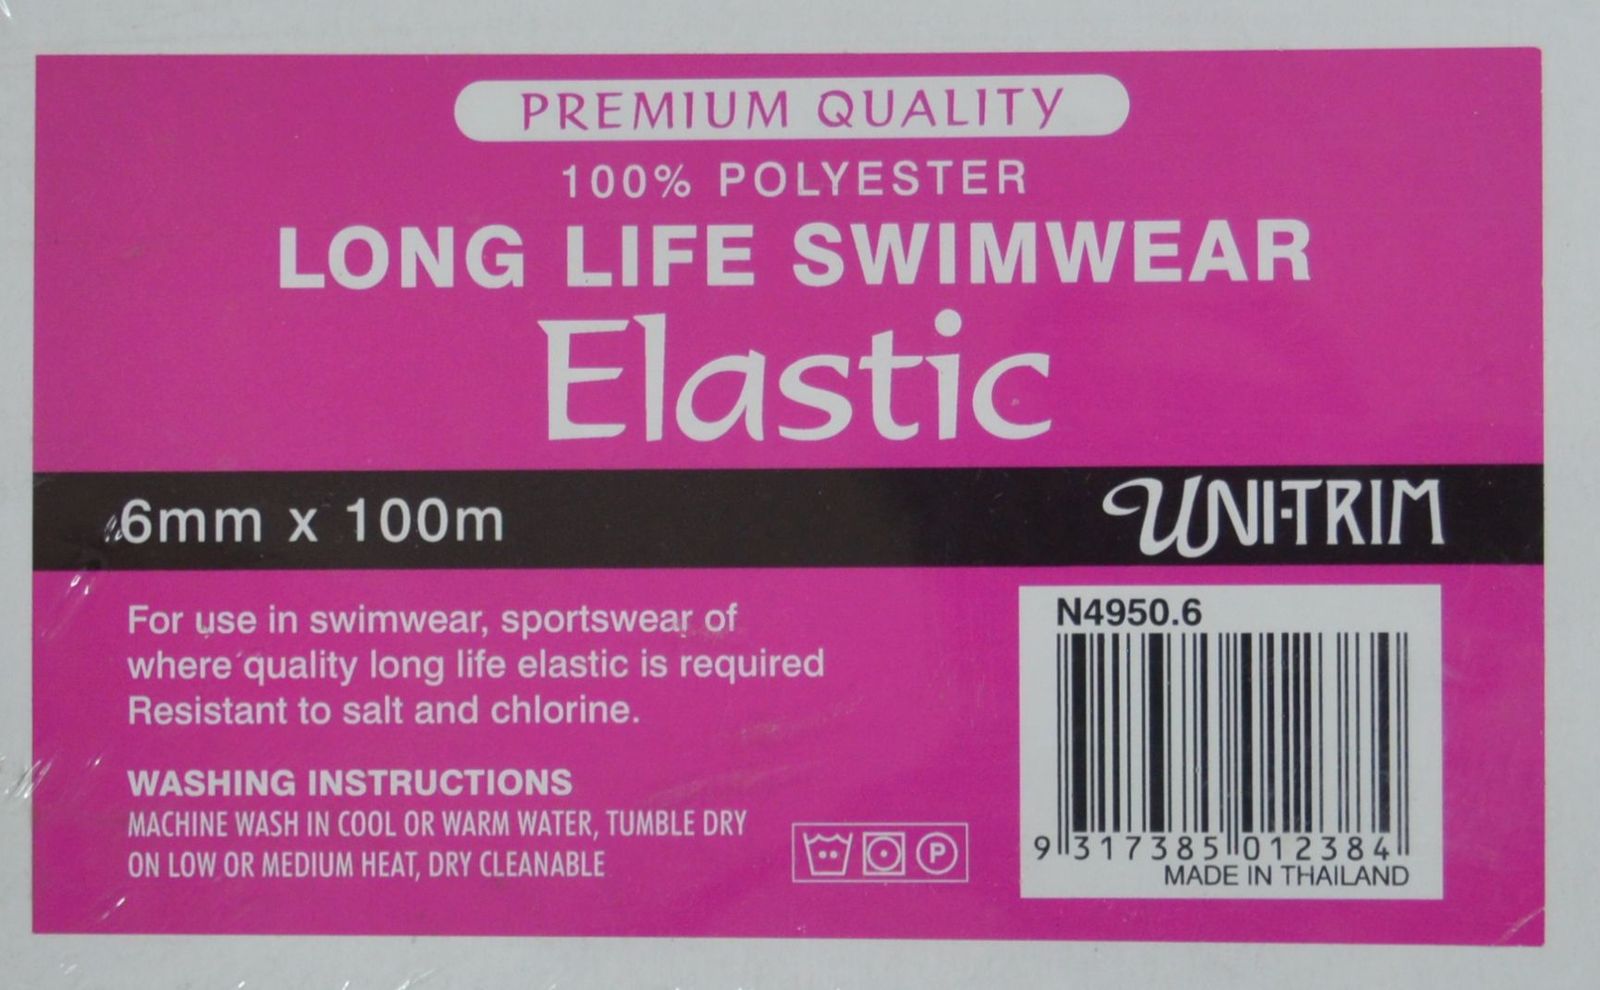 PREMIUM QUALITY
100% POLYESTER
LONG LIFE SWIMWEAR
Elastic
6mm x 100m
UNI-TRIM
For use in swimwear, sportswear of
where quality long life elastic is required
Resistant to salt and chlorine.
WASHING INSTRUCTIONS
MACHINE WASH IN COOL OR WARM WATER, TUMBLE DRY
ON LOW OR MEDIUM HEAT, DRY CLEANABLE
P
N4950.6
9 317385 012384
MADE IN THAILAND